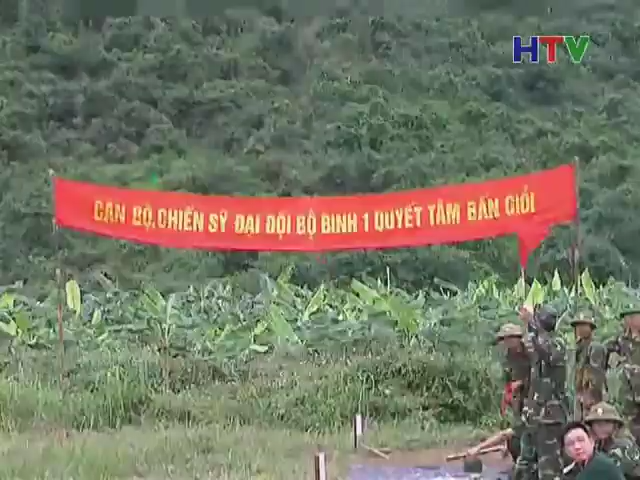 HTV
CÁN BỘ, CHIẾN SỸ ĐẠI ĐỘI BỘ BINH 1 QUYẾT TÂM BẮN GIỎI